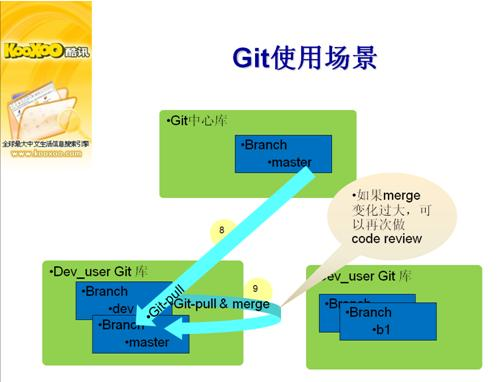 KooXoo酷讯
全球最大中文生活信息搜索引擎
www.kooxoo.com
Git使用场景
•Git中心库
•Branch
•master
•如果merge
变化过大，可
以再次做
code review
8
9
•Dev_user Git 库
•Branch
•dev
•Git-pull
•Git-pull & merge
•Branch
•master
ev_user Git 库
•Branch
•Branch
•b1